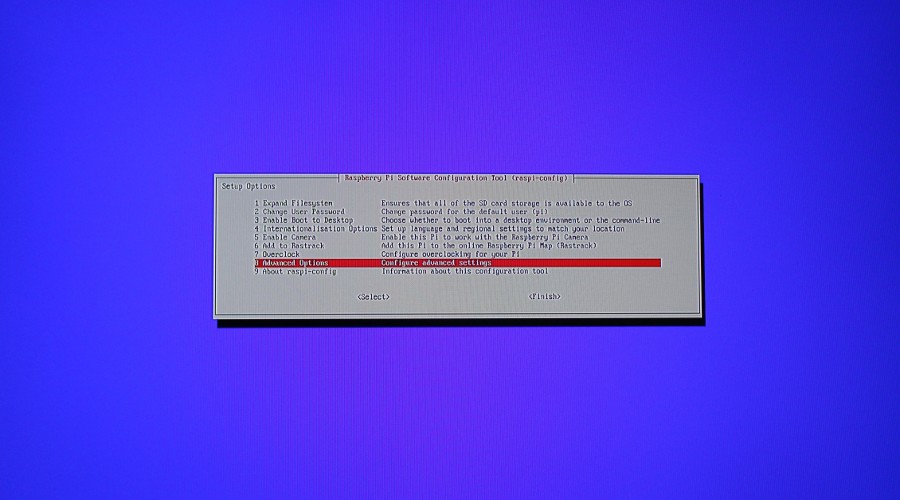 Raspberry Pi Software Configuration Tool (raspi-config)
Setup Options
1 Expand Filesystem Ensures that all of the SD card storage is available to the OS
2 Change User Password Change password for the default user (pi)
3 Enable Boot to Desktop Choose whether to boot into a desktop environment or the command-line
4 Internationalisation Options Set up language and regional settings to match your location
5 Enable Camera Enable this Pi to work with the Raspberry Pi Camera
6 Add to Rastrack Add this Pi to the online Raspberry Pi Map (Rastrack)
7 Overclock Configure overclocking for your Pi
8 Advanced Options Configure advanced settings
9 About raspi-config Information about this configuration tool
<Select> <Finish>